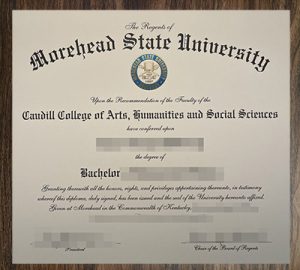 The Regents of
Morehead State University
Upon the Recommendation of the Faculty of the
Caudill College of Arts, Humanities and Social Sciences
have conferred upon
the degree of
Bachelor
Granting therewith all the honors, rights, and privileges appertaining thereunto, in testimony
whereof this diploma, duly signed, has been issued and the seal of the University hereunto affixed.
Given at Morehead in the Commonwealth of Kentucky,
President
Chair of the Board of Regents